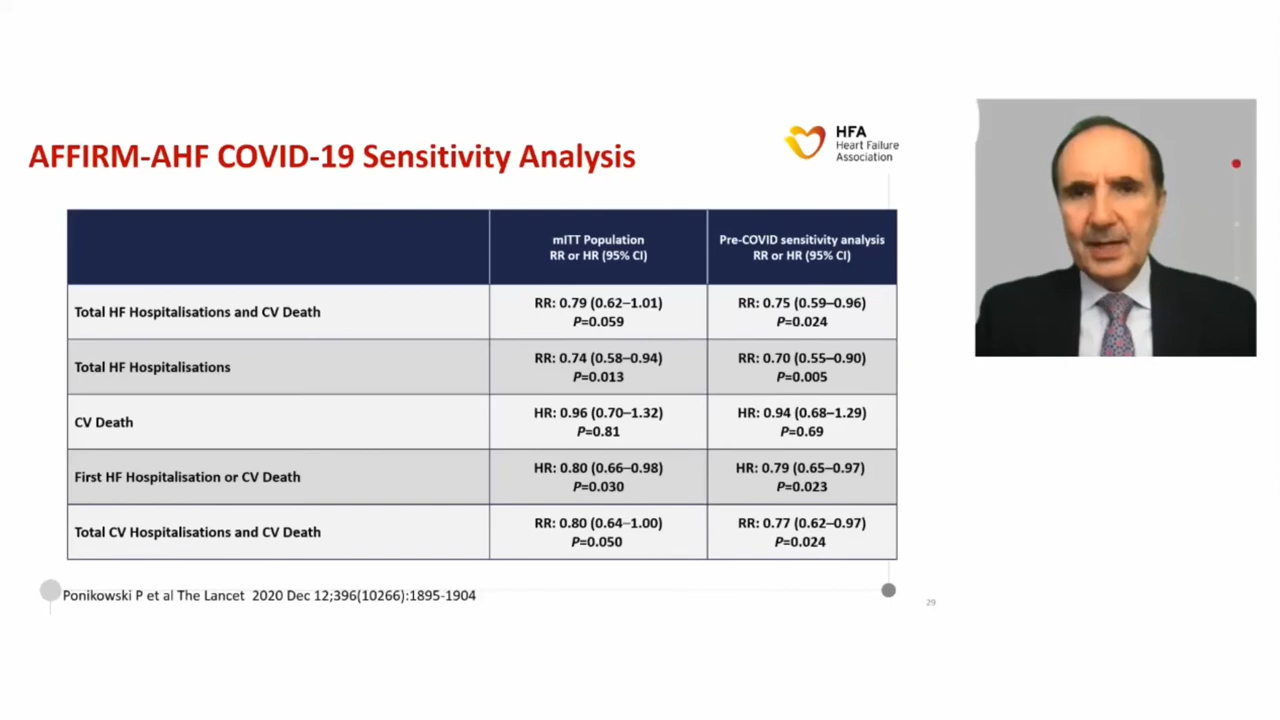 HFA
Heart Failure
Association
AFFIRM-AHF COVID-19 Sensitivity Analysis
mITT Population
RR or HR (95% CI)
Pre-COVID sensitivity analysis
RR or HR (95% CI)
Total HF Hospitalisations and CV Death
RR: 0.79 (0.62–1.01)
P=0.059
RR: 0.75 (0.59–0.96)
P=0.024
Total HF Hospitalisations
RR: 0.74 (0.58–0.94)
P=0.013
RR: 0.70 (0.55–0.90)
P=0.005
CV Death
HR: 0.96 (0.70–1.32)
P=0.81
HR: 0.94 (0.68–1.29)
P=0.69
First HF Hospitalisation or CV Death
HR: 0.80 (0.66–0.98)
P=0.030
HR: 0.79 (0.65–0.97)
P=0.023
Total CV Hospitalisations and CV Death
RR: 0.80 (0.64–1.00)
P=0.050
RR: 0.77 (0.62–0.97)
P=0.024
Ponikowski P et al The Lancet 2020 Dec 12;396(10266):1895-1904
29